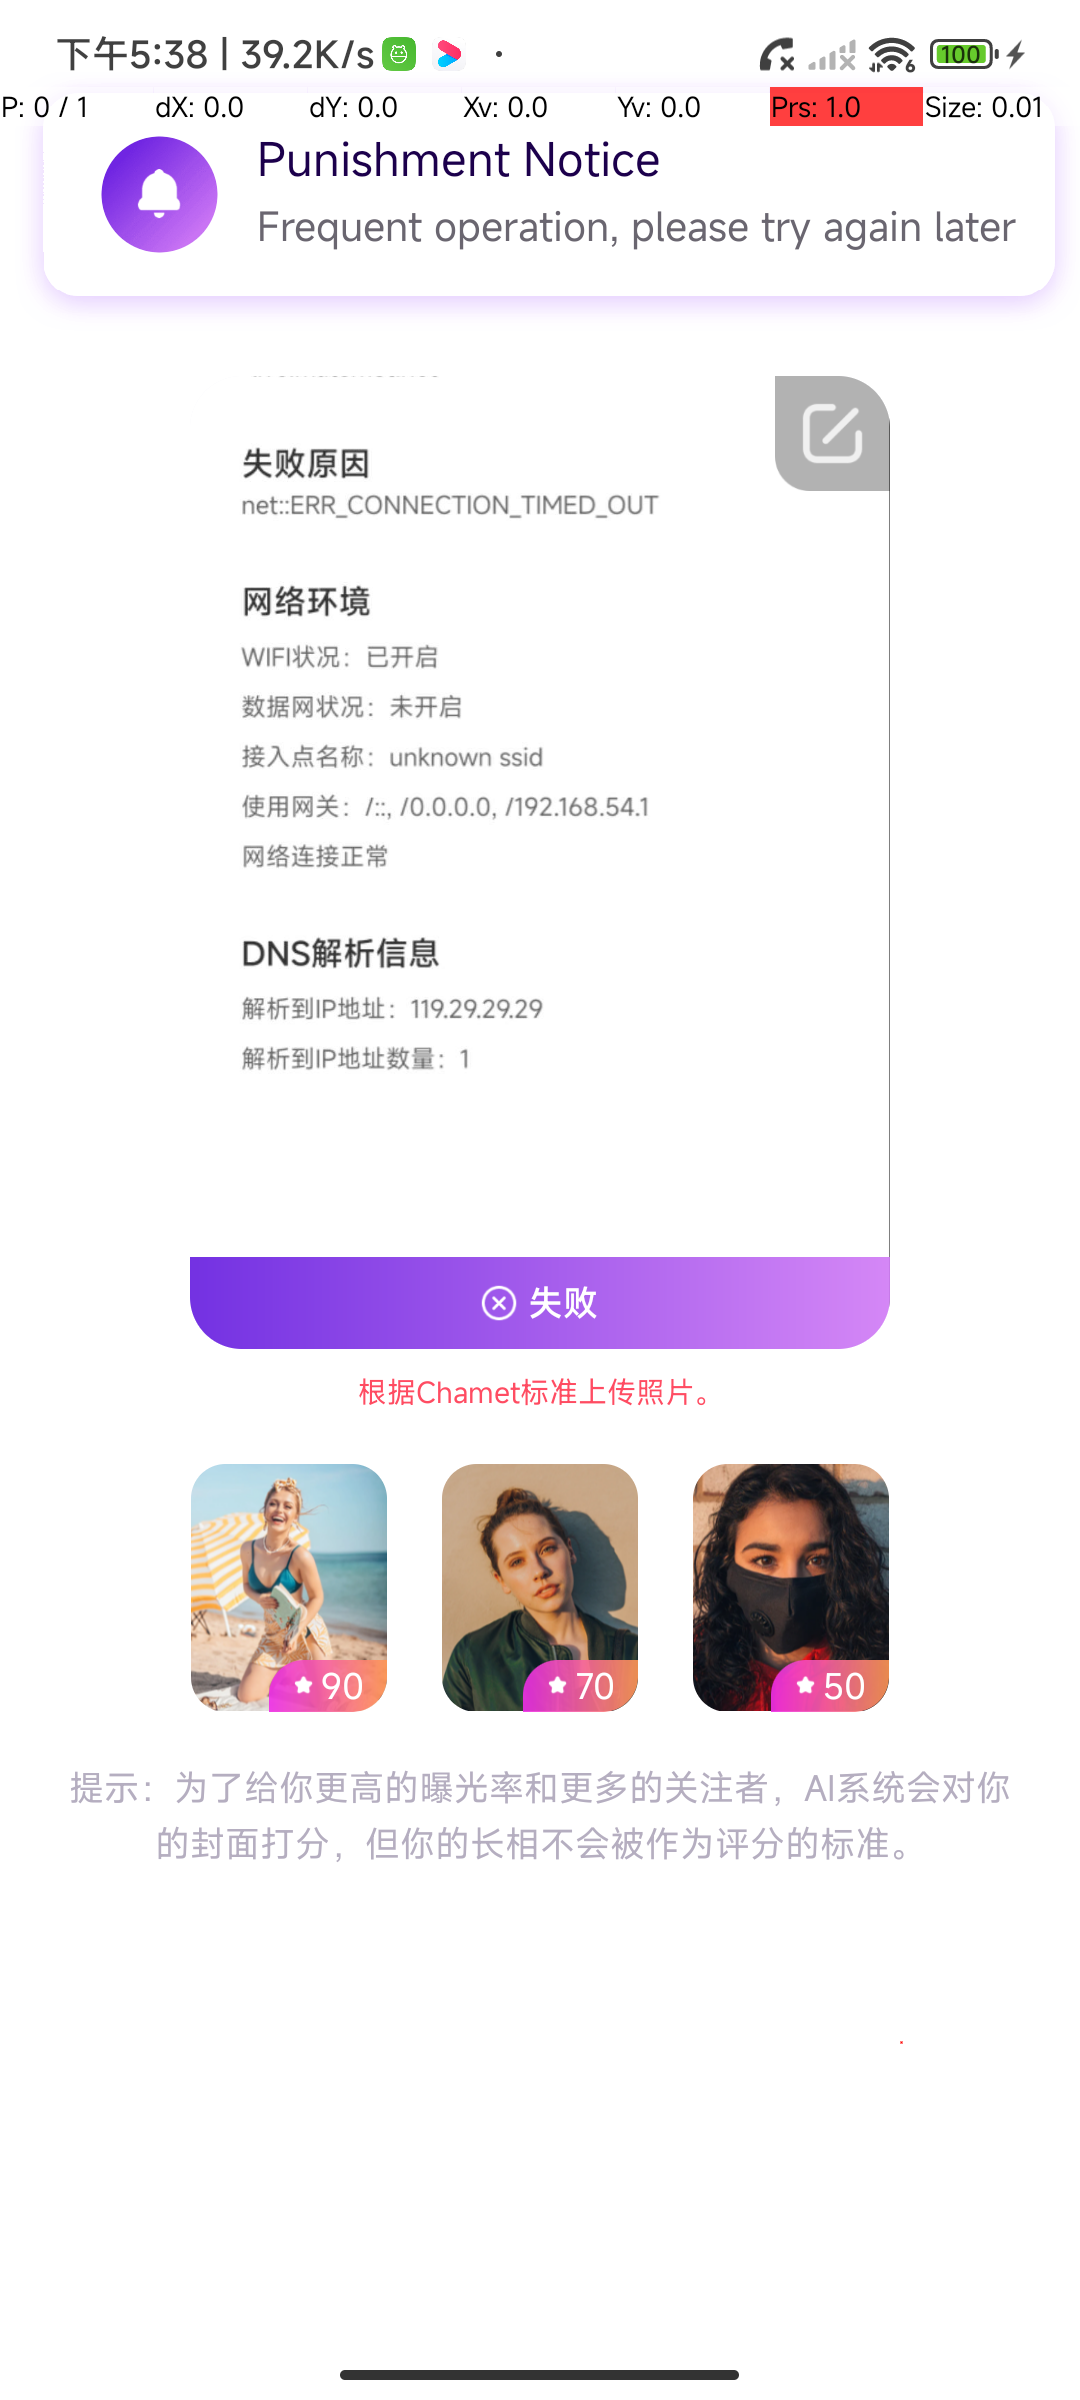 下午5:38 | 39.2K/s
100
P: 0 / 1 dX: 0.0 dY: 0.0 Xv: 0.0 Yv: 0.0 Prs: 1.0 Size: 0.01
Punishment Notice
Frequent operation, please try again later
失败原因
net::ERR_CONNECTION_TIMED_OUT
网络环境
WIFI状况：已开启
数据网状况：未开启
接入点名称：unknown ssid
使用网关：/::, /0.0.0.0, /192.168.54.1
网络连接正常
DNS解析信息
解析到IP地址：119.29.29.29
解析到IP地址数量：1
失败
根据Chamet标准上传照片。
90
70
50
提示：为了给你更高的曝光率和更多的关注者，AI系统会对你
的封面打分，但你的长相不会被作为评分的标准。